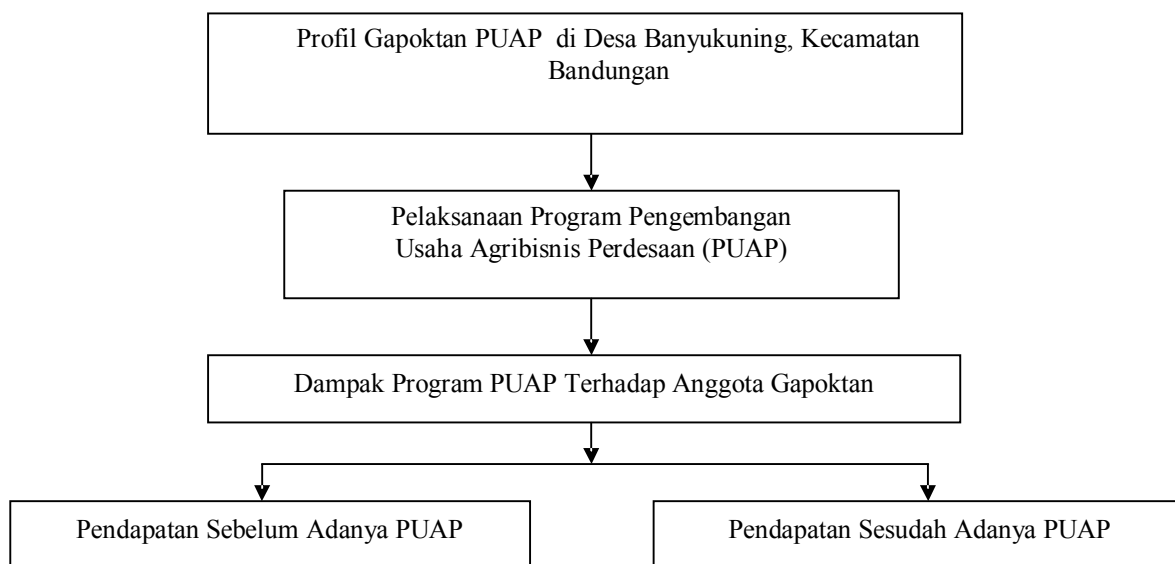 Profil Gapoktan PUAP di Desa Banyukuning, Kecamatan
Bandungan
Pelaksanaan Program Pengembangan
Usaha Agribisnis Perdesaan (PUAP)
Dampak Program PUAP Terhadap Anggota Gapoktan
Pendapatan Sebelum Adanya PUAP
Pendapatan Sesudah Adanya PUAP